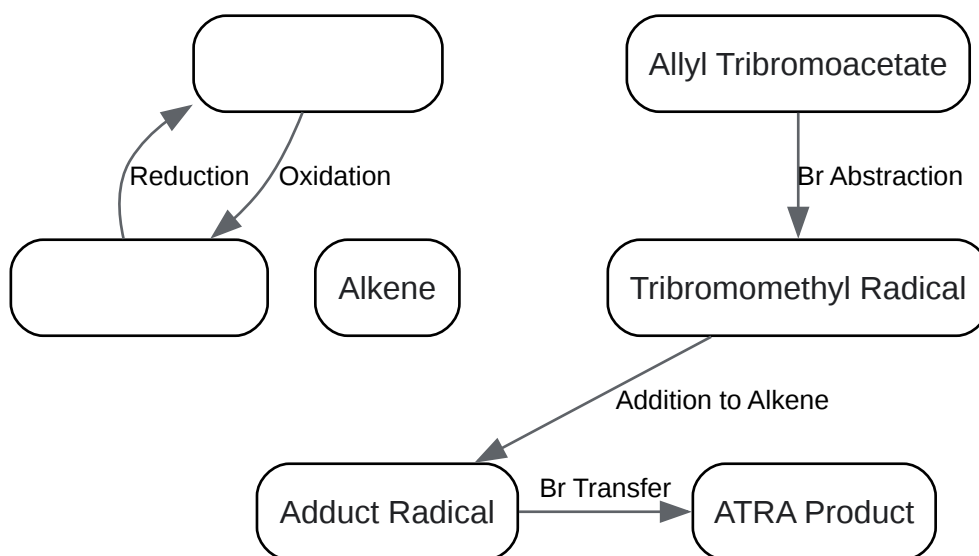 Allyl Tribromoacetate
Reduction
Oxidation
Br Abstraction
Alkene
Tribromomethyl Radical
Addition to Alkene
Adduct Radical
Br Transfer
ATRA Product